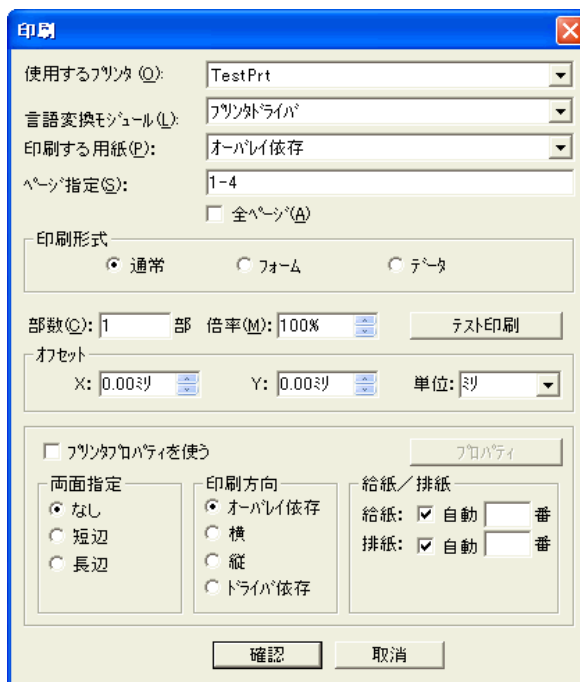 印刷
使用するﾌﾟﾘﾝﾀ (O): TestPrt
言語変換ﾓｼﾞｭｰﾙ(L): ﾌﾟﾘﾝﾀﾄﾞﾗｲﾊﾞ
印刷する用紙(P): ｵｰﾊﾞﾚｲ依存
ﾍﾟｰｼﾞ指定(S): 1-4
全ﾍﾟｰｼﾞ(A)
印刷形式
通常 ﾌｫｰﾑ ﾃﾞｰﾀ
部数(C): 1 部 倍率(M): 100% ﾃｽﾄ印刷
ｵﾌｾｯﾄ
X: 0.00ﾐﾘ Y: 0.00ﾐﾘ 単位: ﾐﾘ
ﾌﾟﾘﾝﾀﾌﾟﾛﾊﾟﾃｨを使う ﾌﾟﾛﾊﾟﾃｨ
両面指定 印刷方向 給紙／排紙
なし ｵｰﾊﾞﾚｲ依存 給紙: 自動 番
短辺 横 排紙: 自動 番
長辺 縦
ﾄﾞﾗｲﾊﾞ依存
確認 取消